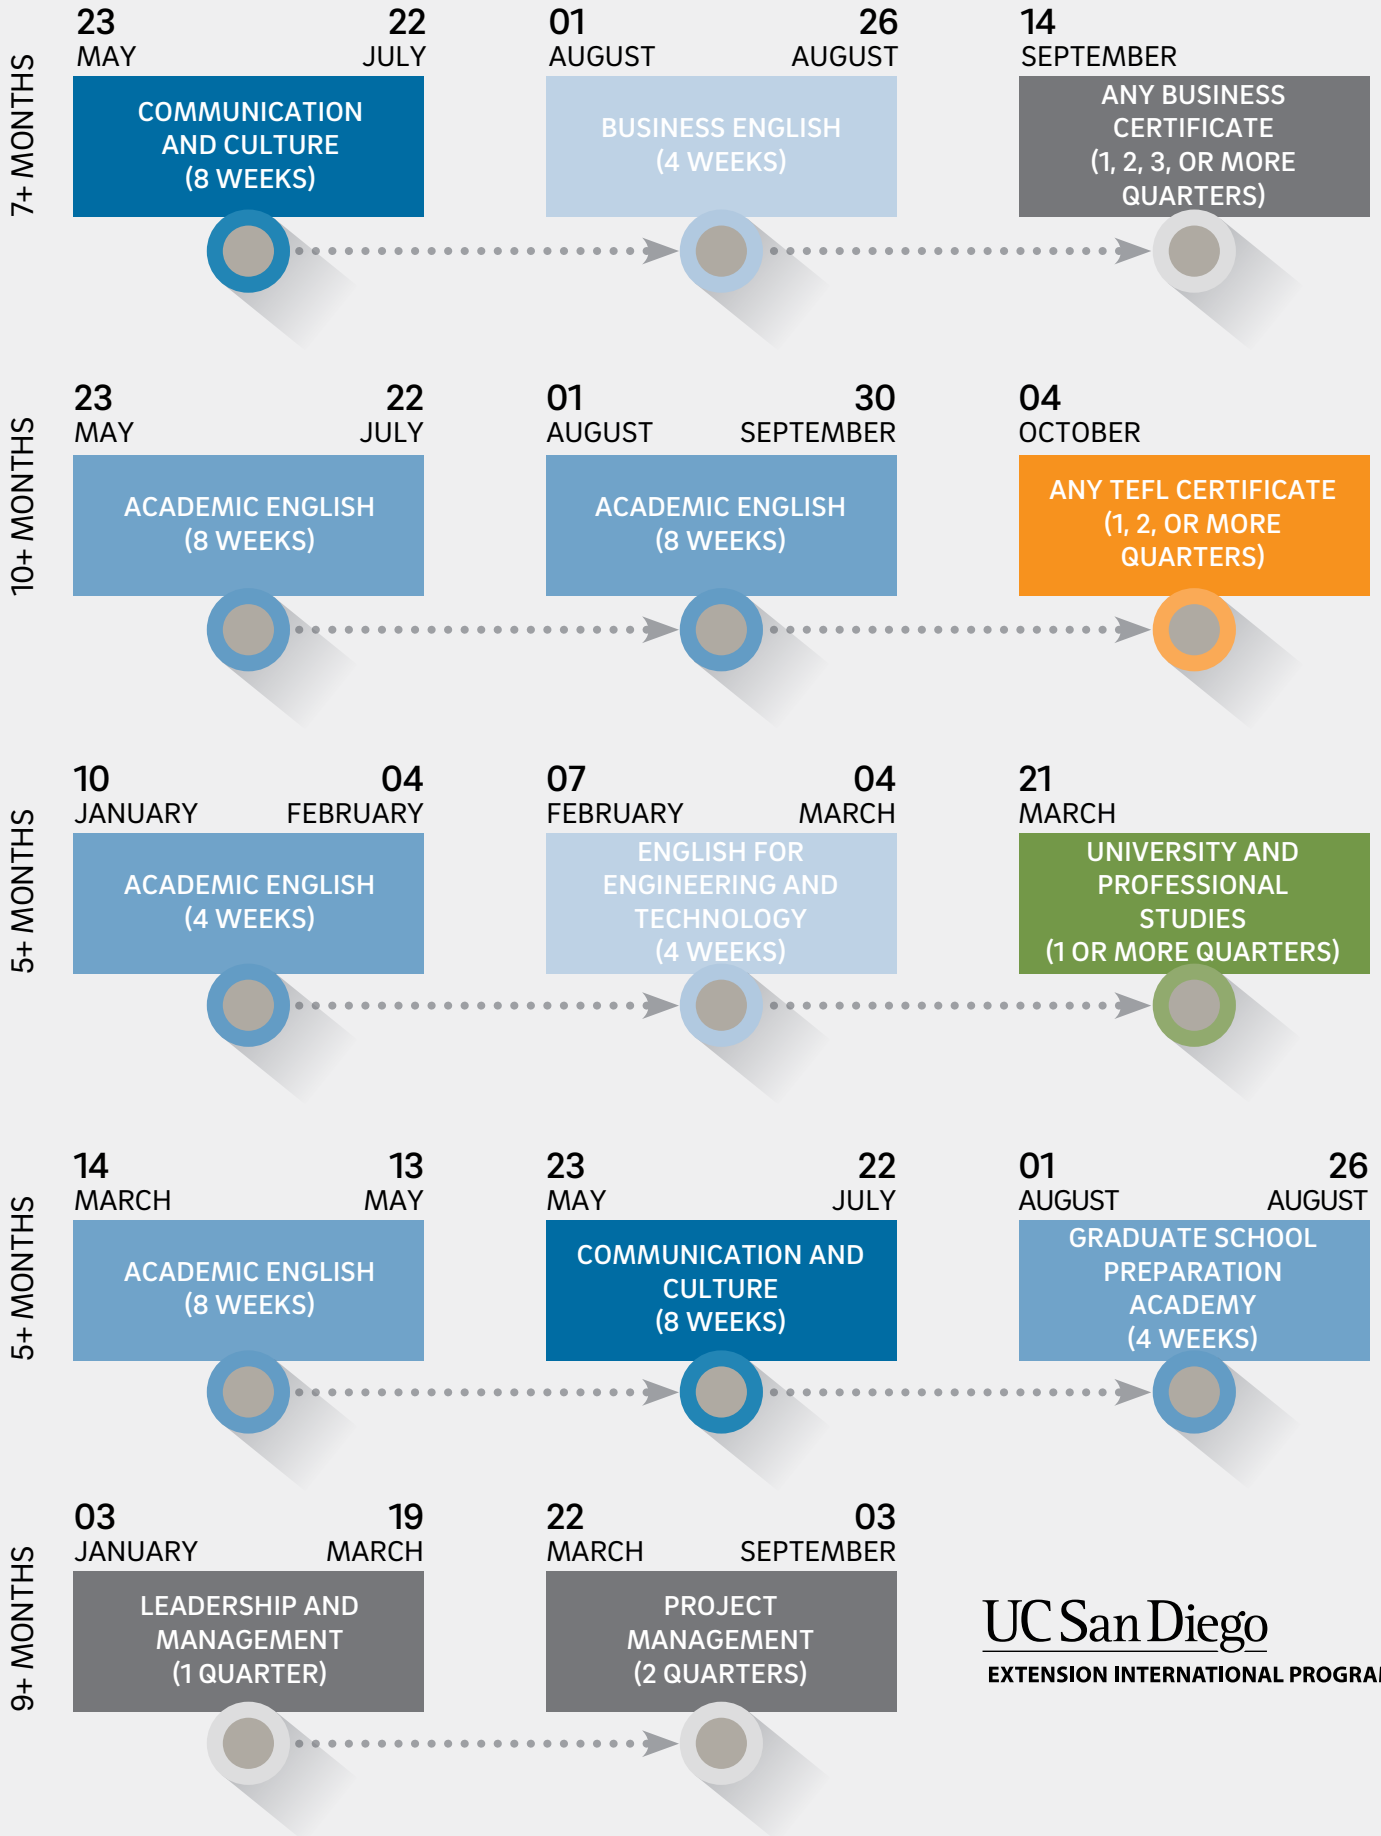 7+ MONTHS
23 22 01 26 14
MAY JULY AUGUST AUGUST SEPTEMBER
COMMUNICATION
AND CULTURE
(8 WEEKS)
BUSINESS ENGLISH
(4 WEEKS)
ANY BUSINESS
CERTIFICATE
(1, 2, 3, OR MORE
QUARTERS)
10+ MONTHS
23 22 01 30 04
MAY JULY AUGUST SEPTEMBER OCTOBER
ACADEMIC ENGLISH
(8 WEEKS)
ACADEMIC ENGLISH
(8 WEEKS)
ANY TEFL CERTIFICATE
(1, 2, OR MORE
QUARTERS)
5+ MONTHS
10 04 07 04 21
JANUARY FEBRUARY FEBRUARY MARCH MARCH
ACADEMIC ENGLISH
(4 WEEKS)
ENGLISH FOR
ENGINEERING AND
TECHNOLOGY
(4 WEEKS)
UNIVERSITY AND
PROFESSIONAL
STUDIES
(1 OR MORE QUARTERS)
5+ MONTHS
14 13 23 22 01 26
MARCH MAY MAY JULY AUGUST AUGUST
ACADEMIC ENGLISH
(8 WEEKS)
COMMUNICATION AND
CULTURE
(8 WEEKS)
GRADUATE SCHOOL
PREPARATION
ACADEMY
(4 WEEKS)
9+ MONTHS
03 19 22 03
JANUARY MARCH MARCH SEPTEMBER
LEADERSHIP AND
MANAGEMENT
(1 QUARTER)
PROJECT
MANAGEMENT
(2 QUARTERS)
UC San Diego
EXTENSION INTERNATIONAL PROGRA